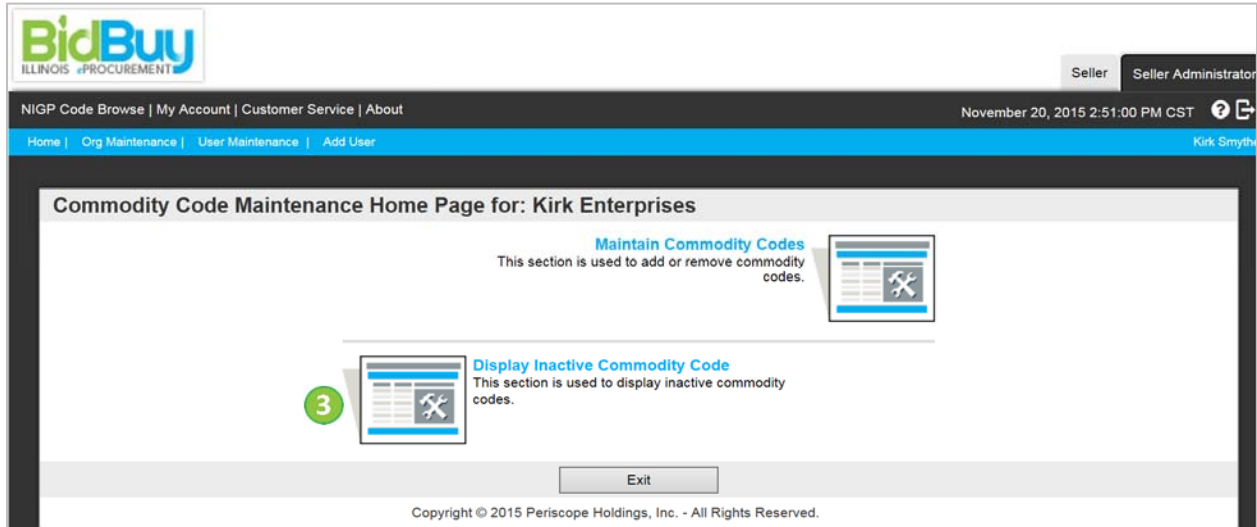 BidBuy
ILLINOIS ePROCUREMENT
Seller
Seller Administrator
NIGP Code Browse | My Account | Customer Service | About
November 20, 2015 2:51:00 PM CST
?
Home | Org Maintenance | User Maintenance | Add User
Kirk Smythe
Commodity Code Maintenance Home Page for: Kirk Enterprises
Maintain Commodity Codes
This section is used to add or remove commodity
codes.
Display Inactive Commodity Code
This section is used to display inactive commodity
codes.
3
Exit
Copyright © 2015 Periscope Holdings, Inc. - All Rights Reserved.